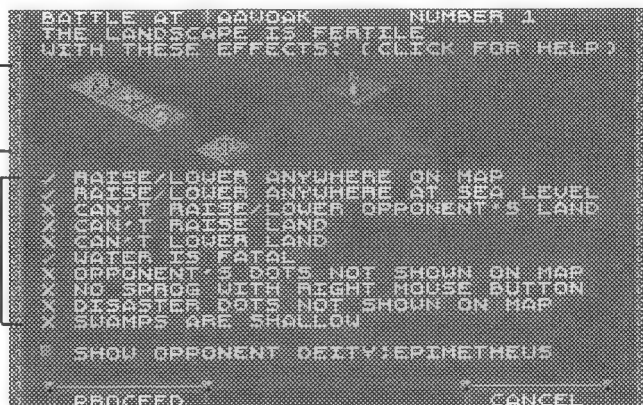 BATTLE AT TAAWOAK NUMBER 1
THE LANDSCAPE IS FERTILE
WITH THESE EFFECTS: (CLICK FOR HELP)
RAISE/LOWER ANYWHERE ON MAP
RAISE/LOWER ANYWHERE AT SEA LEVEL
X CAN'T RAISE/LOWER OPPONENT'S LAND
X CAN'T RAISE LAND
X CAN'T LOWER LAND
WATER IS FATAL
X OPPONENT'S DOTS NOT SHOWN ON MAP
X NO SPROG WITH RIGHT MOUSE BUTTON
X DISASTER DOTS NOT SHOWN ON MAP
X SWAMPS ARE SHALLOW
SHOW OPPONENT DEITY:EPIMETHEUS
PROCEED CANCEL